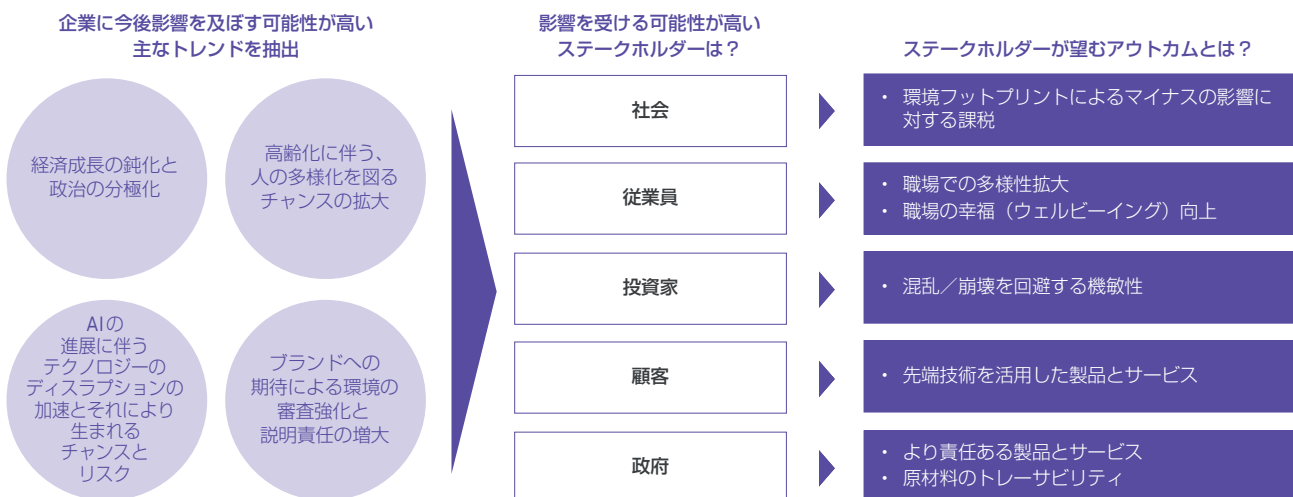 企業に今後影響を及ぼす可能性が高い
主なトレンドを抽出
経済成長の鈍化と
政治の分極化
高齢化に伴う、
人の多様化を図る
チャンスの拡大
AIの
進展に伴う
テクノロジーの
ディスラプションの
加速とそれにより
生まれる
チャンスと
リスク
ブランドへの
期待による環境の
審査強化と
説明責任の増大
影響を受ける可能性が高い
ステークホルダーは？
社会
従業員
投資家
顧客
政府
ステークホルダーが望むアウトカムとは？
・ 環境フットプリントによるマイナスの影響に
対する課税
・ 職場での多様性拡大
・ 職場の幸福（ウェルビーイング）向上
・ 混乱／崩壊を回避する機敏性
・ 先端技術を活用した製品とサービス
・ より責任ある製品とサービス
・ 原材料のトレーサビリティ